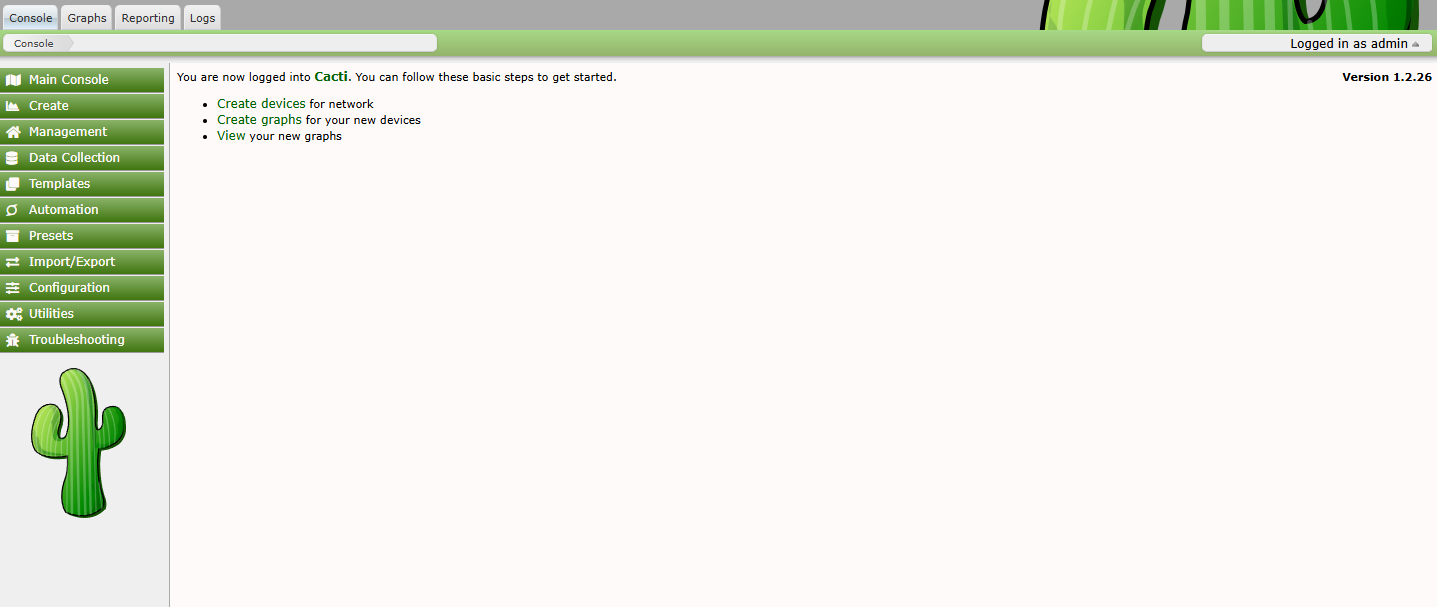 Console Graphs Reporting Logs
Console
Logged in as admin
Main Console
Create
Management
Data Collection
Templates
Automation
Presets
Import/Export
Configuration
Utilities
Troubleshooting
You are now logged into Cacti. You can follow these basic steps to get started.
Version 1.2.26
Create devices for network
Create graphs for your new devices
View your new graphs